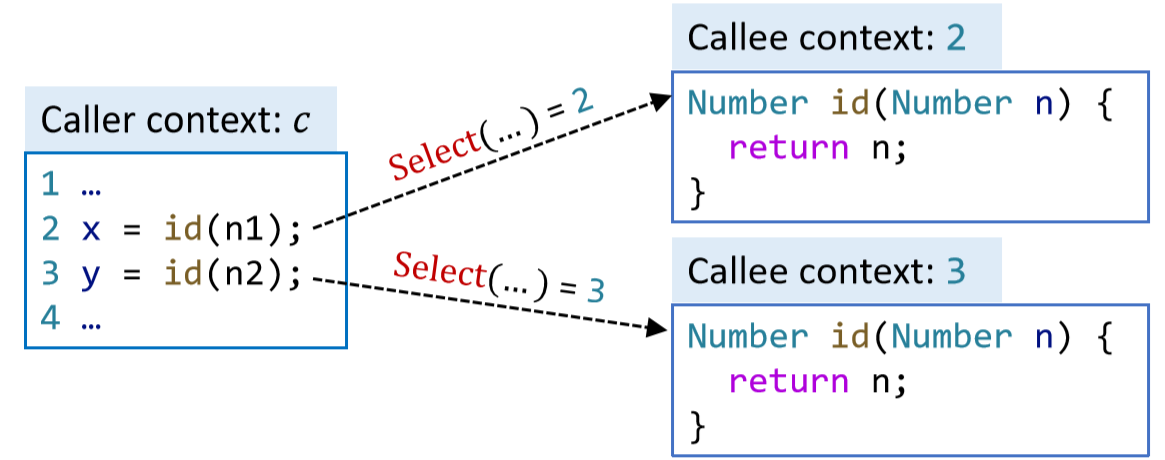 Caller context: c
1 …
2 x = id(n1);
3 y = id(n2);
4 …
Select(…) = 2
Select(…) = 3
Callee context: 2
Number id(Number n) {
return n;
}
Callee context: 3
Number id(Number n) {
return n;
}